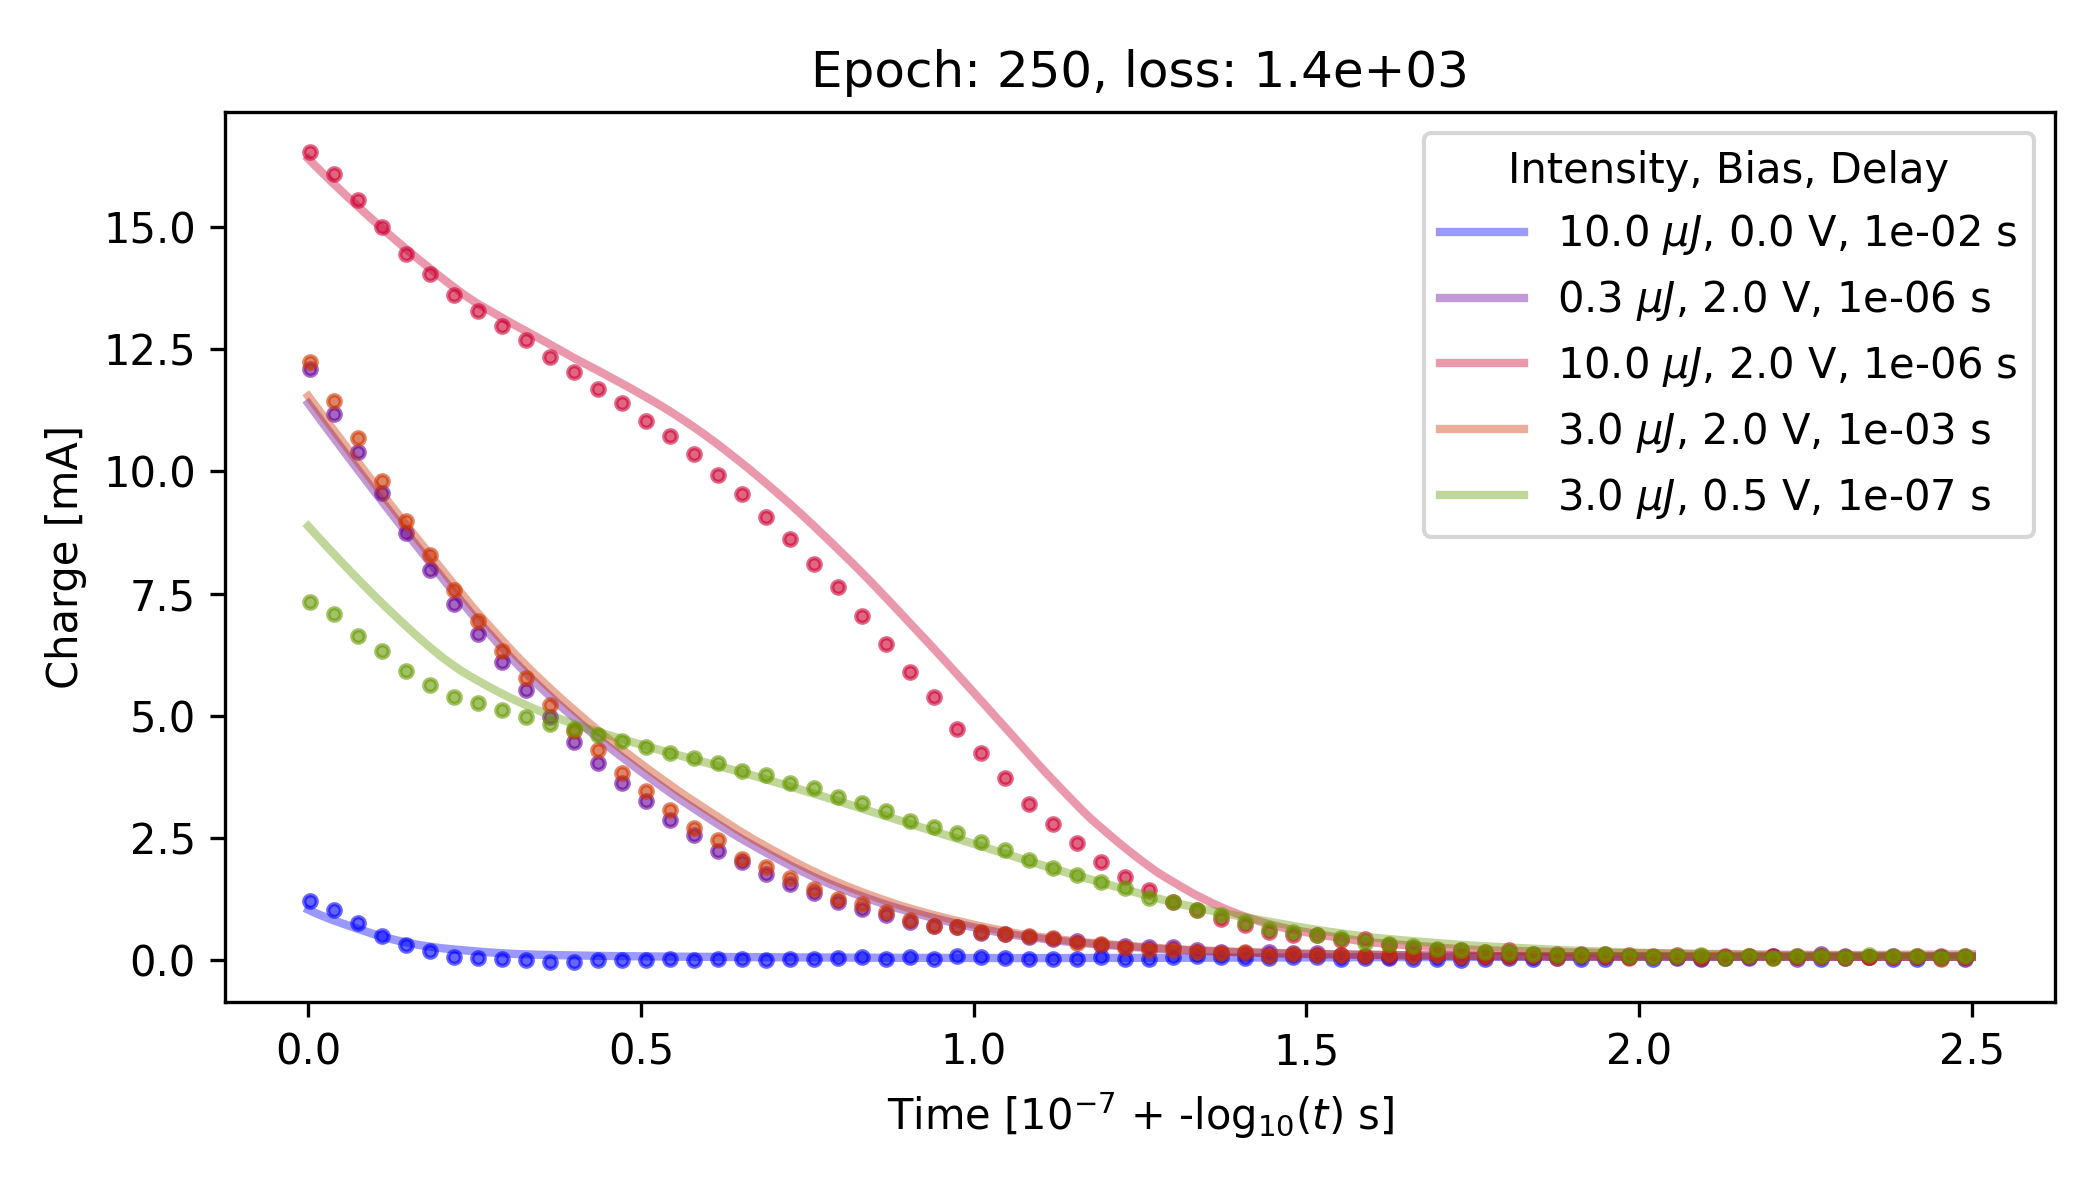 Epoch: 250, loss: 1.4e+03
Charge [mA]
15.0
12.5
10.0
7.5
5.0
2.5
0.0
Intensity, Bias, Delay
10.0 μJ, 0.0 V, 1e-02 s
0.3 μJ, 2.0 V, 1e-06 s
10.0 μJ, 2.0 V, 1e-06 s
3.0 μJ, 2.0 V, 1e-03 s
3.0 μJ, 0.5 V, 1e-07 s
0.0 0.5 1.0 1.5 2.0 2.5
Time [10⁻⁷ + -log₁₀(t) s]